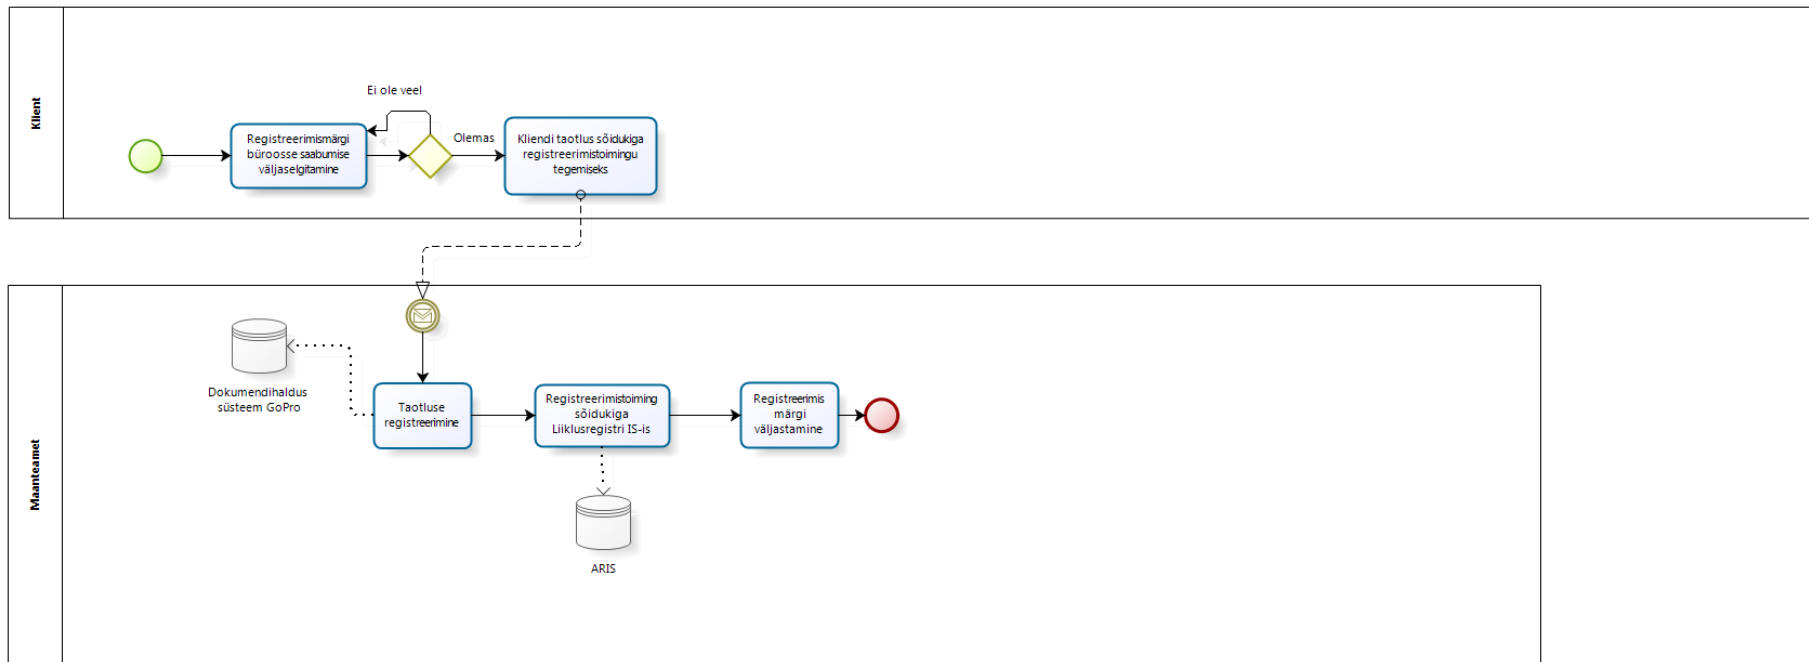 Klient
Ei ole veel
Registreerimismärgi
büroosse saabumise
väljaselgitamine
Olemas
Kliendi taotlus sõidukiga
registreerimistoimingu
tegemiseks
Maanteamet
Dokumendihaldus
süsteem GoPro
Taotluse
registreerimine
Registreerimistoiming
sõidukiga
Liiklusregistri IS-is
Registreerimis
märgi
väljastamine
ARIS